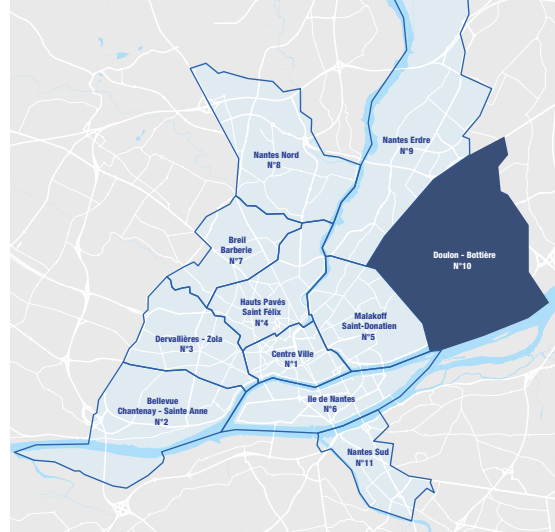 Nantes Erdre
N°9
Nantes Nord
N°8
Breil
Barberie
N°7
Doulon - Bottière
N°10
Hauts Pavés
Saint Félix
N°4
Malakoff
Saint-Donatien
N°5
Dervallières - Zola
N°3
Centre Ville
N°1
Bellevue
Chantenay - Sainte Anne
N°2
Ile de Nantes
N°6
Nantes Sud
N°11